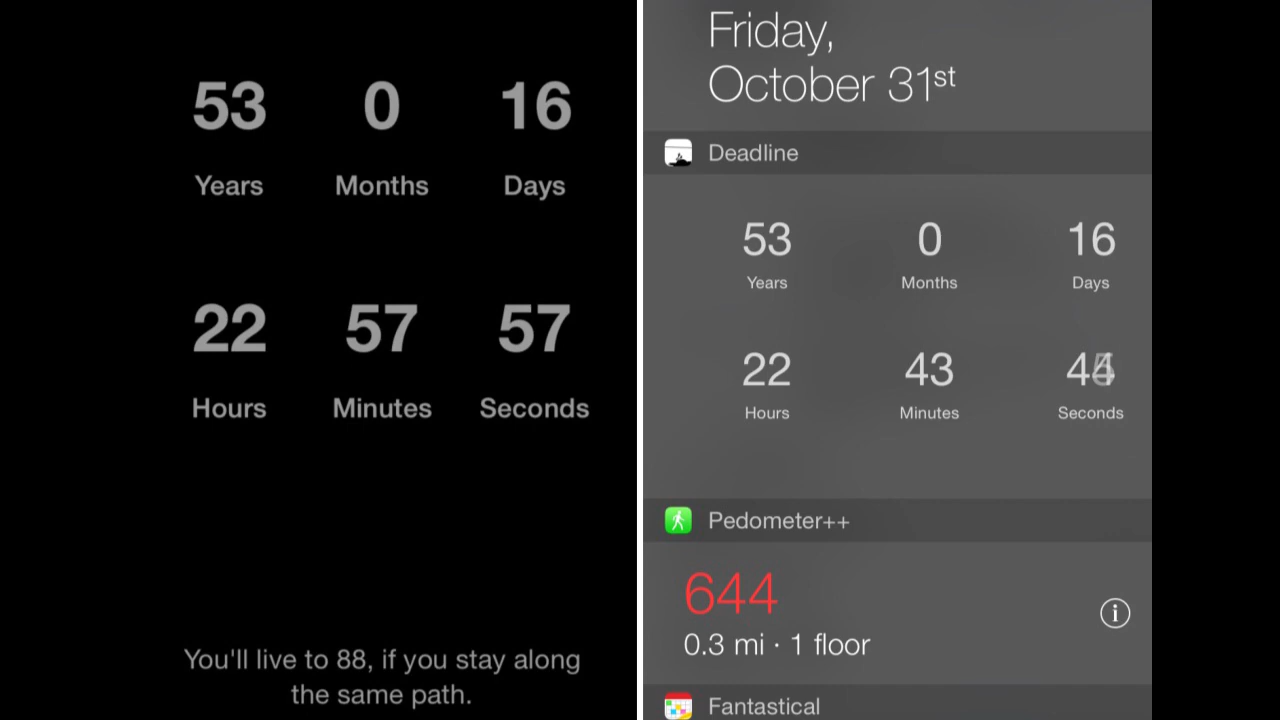 53 0 16
Years Months Days
22 57 57
Hours Minutes Seconds
You'll live to 88, if you stay along
the same path.
Friday,
October 31st
Deadline
53 0 16
Years Months Days
22 43 44
Hours Minutes Seconds
Pedometer++
644
0.3 mi · 1 floor
Fantastical